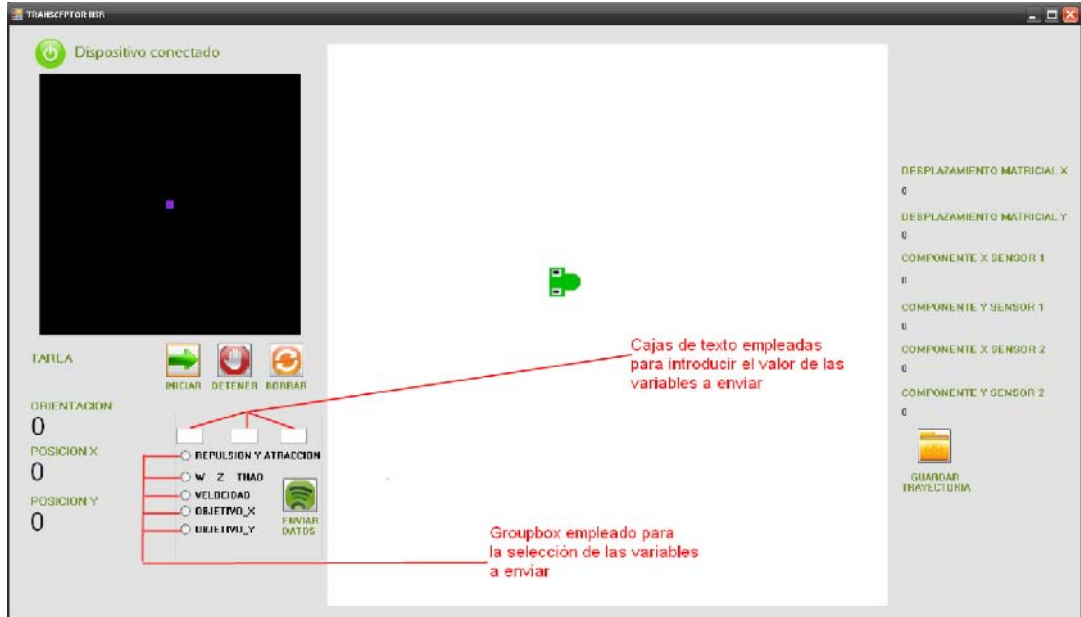 TRANSCEPTOR USB
Dispositivo conectado
TAREA
INICIAR DETENER BORRAR
ORIENTACION
0
POSICION X
0
POSICION Y
0
REPULSION Y ATRACCION
W Z THAO
VELOCIDAD
OBJETIVO_X
OBJETIVO_Y
ENVIAR
DATOS
Cajas de texto empleadas
para introducir el valor de las
variables a enviar
Groupbox empleado para
la selección de las variables
a enviar
DESPLAZAMIENTO MATRICIAL X
0
DESPLAZAMIENTO MATRICIAL Y
0
COMPONENTE X SENSOR 1
0
COMPONENTE Y SENSOR 1
0
COMPONENTE X SENSOR 2
0
COMPONENTE Y SENSOR 2
0
GUARDAR
TRAYECTORIA